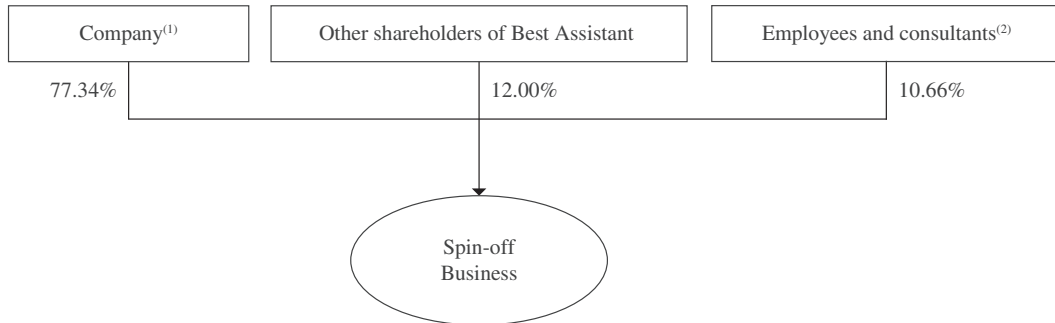 Company(1)
Other shareholders of Best Assistant
Employees and consultants(2)
77.34%
12.00%
10.66%
Spin-off
Business